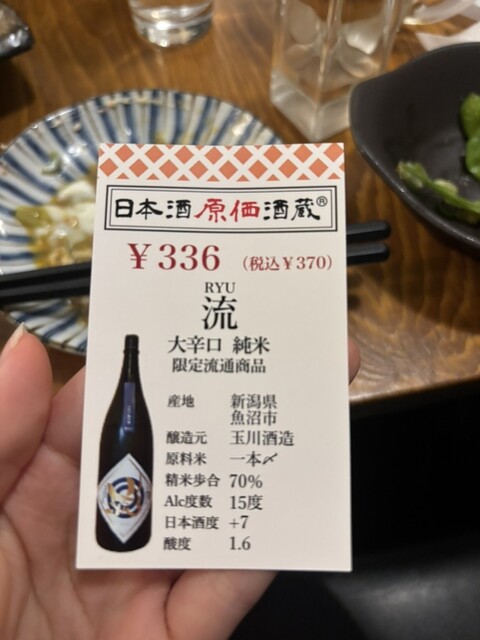 日本酒原価酒蔵®
¥336 (税込¥370)
RYU
流
大辛口 純米
限定流通商品
産地 新潟県
魚沼市
醸造元 玉川酒造
原料米 一本〆
精米歩合 70%
Alc度数 15度
日本酒度 +7
酸度 1.6